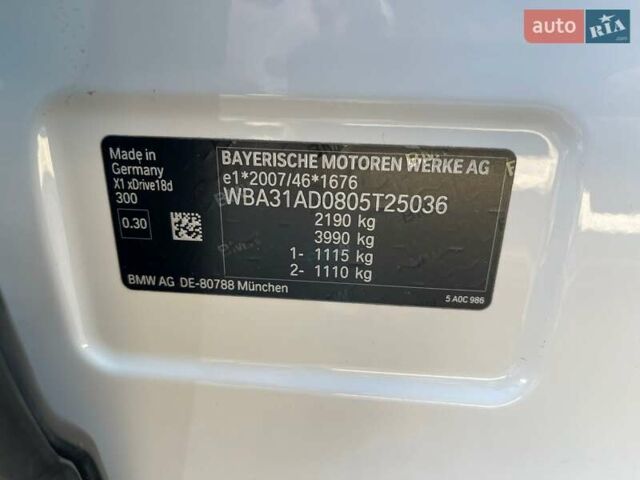 auto RIA
Made in
Germany
X1 xDrive18d
300
0.30
BAYERISCHE MOTOREN WERKE AG
e1*2007/46*1676
WBA31AD0805T25036
2190 kg
3990 kg
1- 1115 kg
2- 1110 kg
BMW AG DE-80788 München
5 A0C 986